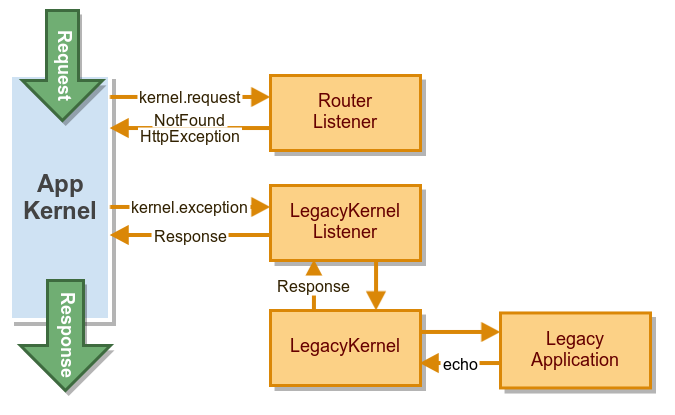 Request
kernel.request
Router
Listener
NotFound
HttpException
App
Kernel
kernel.exception
LegacyKernel
Listener
Response
Response
Response
LegacyKernel
Legacy
Application
echo